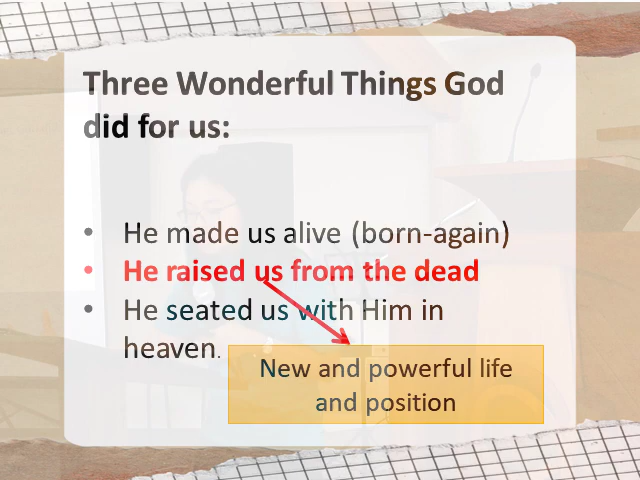 Three Wonderful Things God
did for us:
• He made us alive (born-again)
• He raised us from the dead
• He seated us with Him in
heaven.
New and powerful life
and position